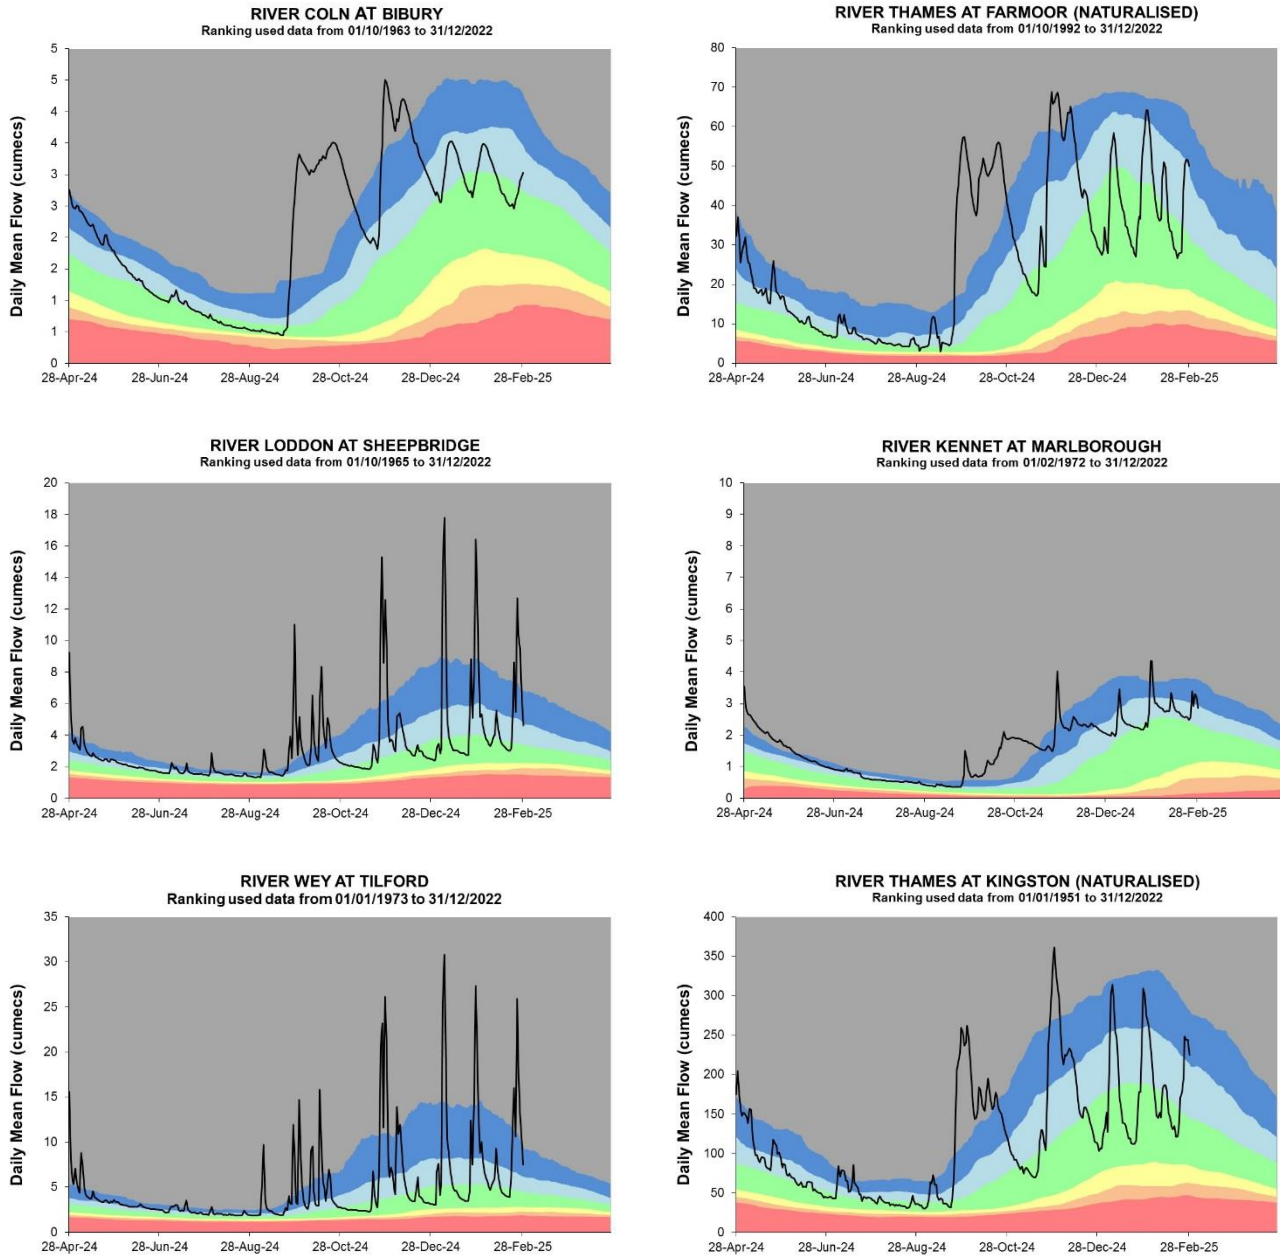 RIVER COLN AT BIBURY
Ranking used data from 01/10/1963 to 31/12/2022
Daily Mean Flow (cumecs)
5
5
4
4
3
3
2
2
1
1
0
28-Apr-24 28-Jun-24 28-Aug-24 28-Oct-24 28-Dec-24 28-Feb-25
RIVER THAMES AT FARMOOR (NATURALISED)
Ranking used data from 01/10/1992 to 31/12/2022
Daily Mean Flow (cumecs)
80
70
60
50
40
30
20
10
0
28-Apr-24 28-Jun-24 28-Aug-24 28-Oct-24 28-Dec-24 28-Feb-25
RIVER LODDON AT SHEEPBRIDGE
Ranking used data from 01/10/1965 to 31/12/2022
Daily Mean Flow (cumecs)
20
18
16
14
12
10
8
6
4
2
0
28-Apr-24 28-Jun-24 28-Aug-24 28-Oct-24 28-Dec-24 28-Feb-25
RIVER KENNET AT MARLBOROUGH
Ranking used data from 01/02/1972 to 31/12/2022
Daily Mean Flow (cumecs)
10
9
8
7
6
5
4
3
2
1
0
28-Apr-24 28-Jun-24 28-Aug-24 28-Oct-24 28-Dec-24 28-Feb-25
RIVER WEY AT TILFORD
Ranking used data from 01/01/1973 to 31/12/2022
Daily Mean Flow (cumecs)
35
30
25
20
15
10
5
0
28-Apr-24 28-Jun-24 28-Aug-24 28-Oct-24 28-Dec-24 28-Feb-25
RIVER THAMES AT KINGSTON (NATURALISED)
Ranking used data from 01/01/1951 to 31/12/2022
Daily Mean Flow (cumecs)
400
350
300
250
200
150
100
50
0
28-Apr-24 28-Jun-24 28-Aug-24 28-Oct-24 28-Dec-24 28-Feb-25